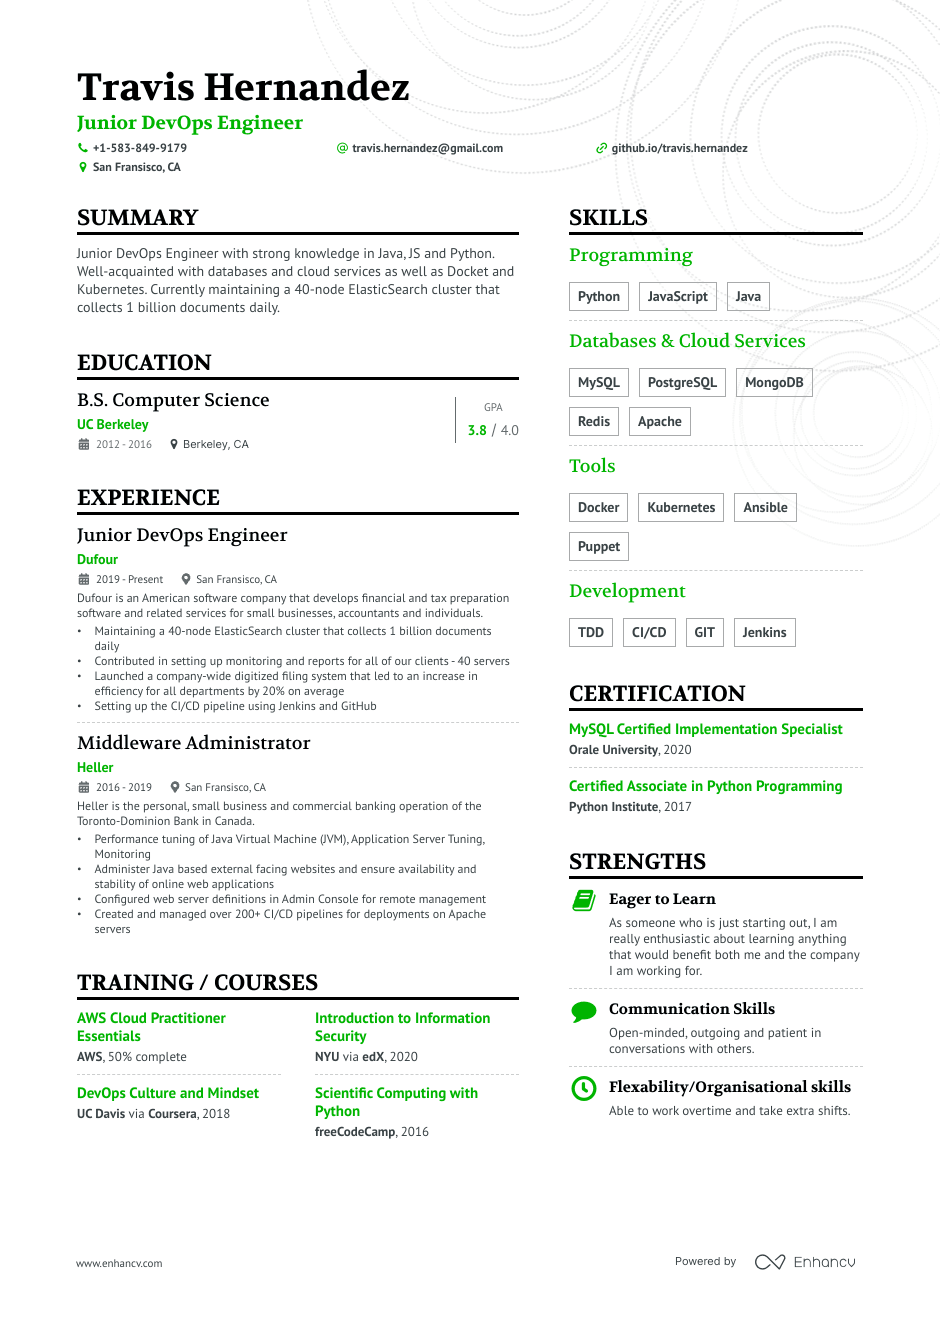 Travis Hernandez
Junior DevOps Engineer
+1-583-849-9179
travis.hernandez@gmail.com
github.io/travis.hernandez
San Fransisco, CA
SUMMARY
Junior DevOps Engineer with strong knowledge in Java, JS and Python.
Well-acquainted with databases and cloud services as well as Docket and
Kubernetes. Currently maintaining a 40-node ElasticSearch cluster that
collects 1 billion documents daily.
EDUCATION
B.S. Computer Science
UC Berkeley
2012 - 2016 Berkeley, CA
GPA
3.8 / 4.0
EXPERIENCE
Junior DevOps Engineer
Dufour
2019 - Present San Fransisco, CA
Dufour is an American software company that develops financial and tax preparation
software and related services for small businesses, accountants and individuals.
• Maintaining a 40-node ElasticSearch cluster that collects 1 billion documents
daily
• Contributed in setting up monitoring and reports for all of our clients - 40 servers
• Launched a company-wide digitized filing system that led to an increase in
efficiency for all departments by 20% on average
• Setting up the CI/CD pipeline using Jenkins and GitHub
Middleware Administrator
Heller
2016 - 2019 San Fransisco, CA
Heller is the personal, small business and commercial banking operation of the
Toronto-Dominion Bank in Canada.
• Performance tuning of Java Virtual Machine (JVM), Application Server Tuning,
Monitoring
• Administer Java based external facing websites and ensure availability and
stability of online web applications
• Configured web server definitions in Admin Console for remote management
• Created and managed over 200+ CI/CD pipelines for deployments on Apache
servers
TRAINING / COURSES
AWS Cloud Practitioner
Essentials
AWS, 50% complete
Introduction to Information
Security
NYU via edX, 2020
DevOps Culture and Mindset
UC Davis via Coursera, 2018
Scientific Computing with
Python
freeCodeCamp, 2016
SKILLS
Programming
Python JavaScript Java
Databases & Cloud Services
MySQL PostgreSQL MongoDB
Redis Apache
Tools
Docker Kubernetes Ansible
Puppet
Development
TDD CI/CD GIT Jenkins
CERTIFICATION
MySQL Certified Implementation Specialist
Orale University, 2020
Certified Associate in Python Programming
Python Institute, 2017
STRENGTHS
Eager to Learn
As someone who is just starting out, I am
really enthusiastic about learning anything
that would benefit both me and the company
I am working for.
Communication Skills
Open-minded, outgoing and patient in
conversations with others.
Flexability/Organisational skills
Able to work overtime and take extra shifts.
www.enhancv.com
Powered by Enhancv